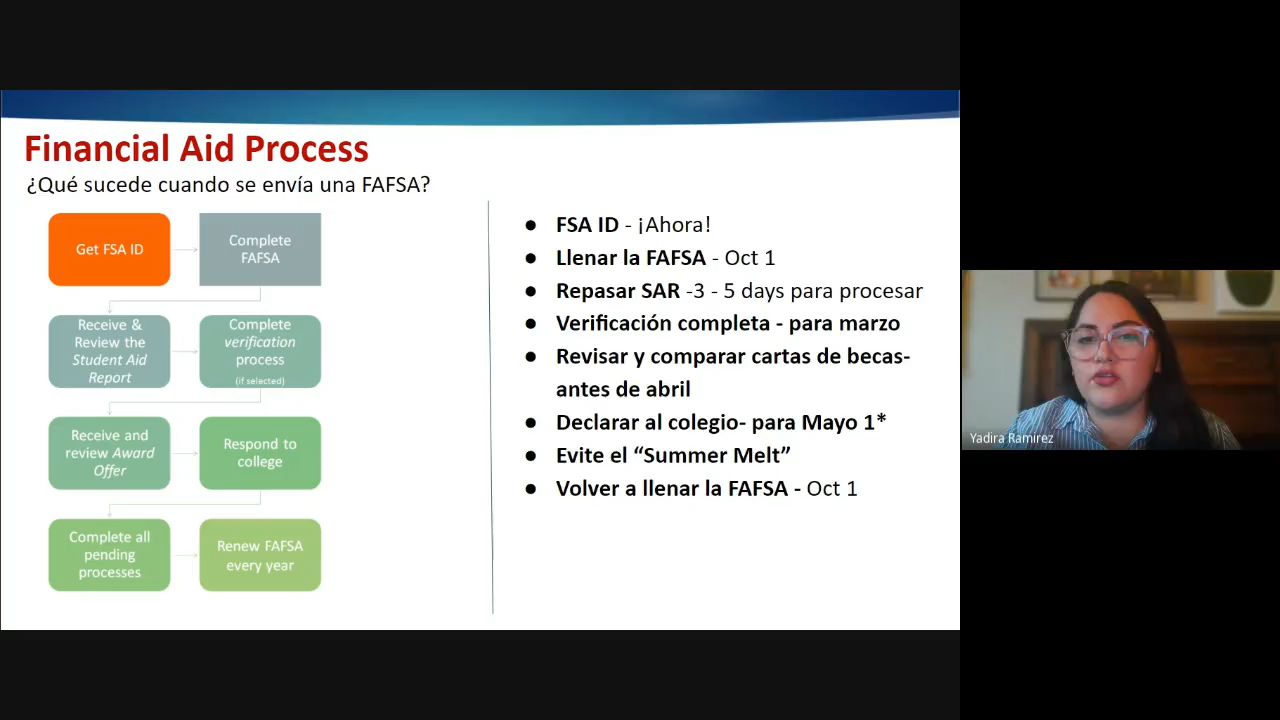 Financial Aid Process
¿Qué sucede cuando se envía una FAFSA?
Get FSA ID
Complete
FAFSA
Receive &
Review the
Student Aid
Report
Complete
verification
process
(if selected)
Receive and
review Award
Offer
Respond to
college
Complete all
pending
processes
Renew FAFSA
every year
● FSA ID - ¡Ahora!
● Llenar la FAFSA - Oct 1
● Repasar SAR -3 - 5 days para procesar
● Verificación completa - para marzo
● Revisar y comparar cartas de becas-
antes de abril
● Declarar al colegio- para Mayo 1*
● Evite el “Summer Melt”
● Volver a llenar la FAFSA - Oct 1
Yadira Ramirez